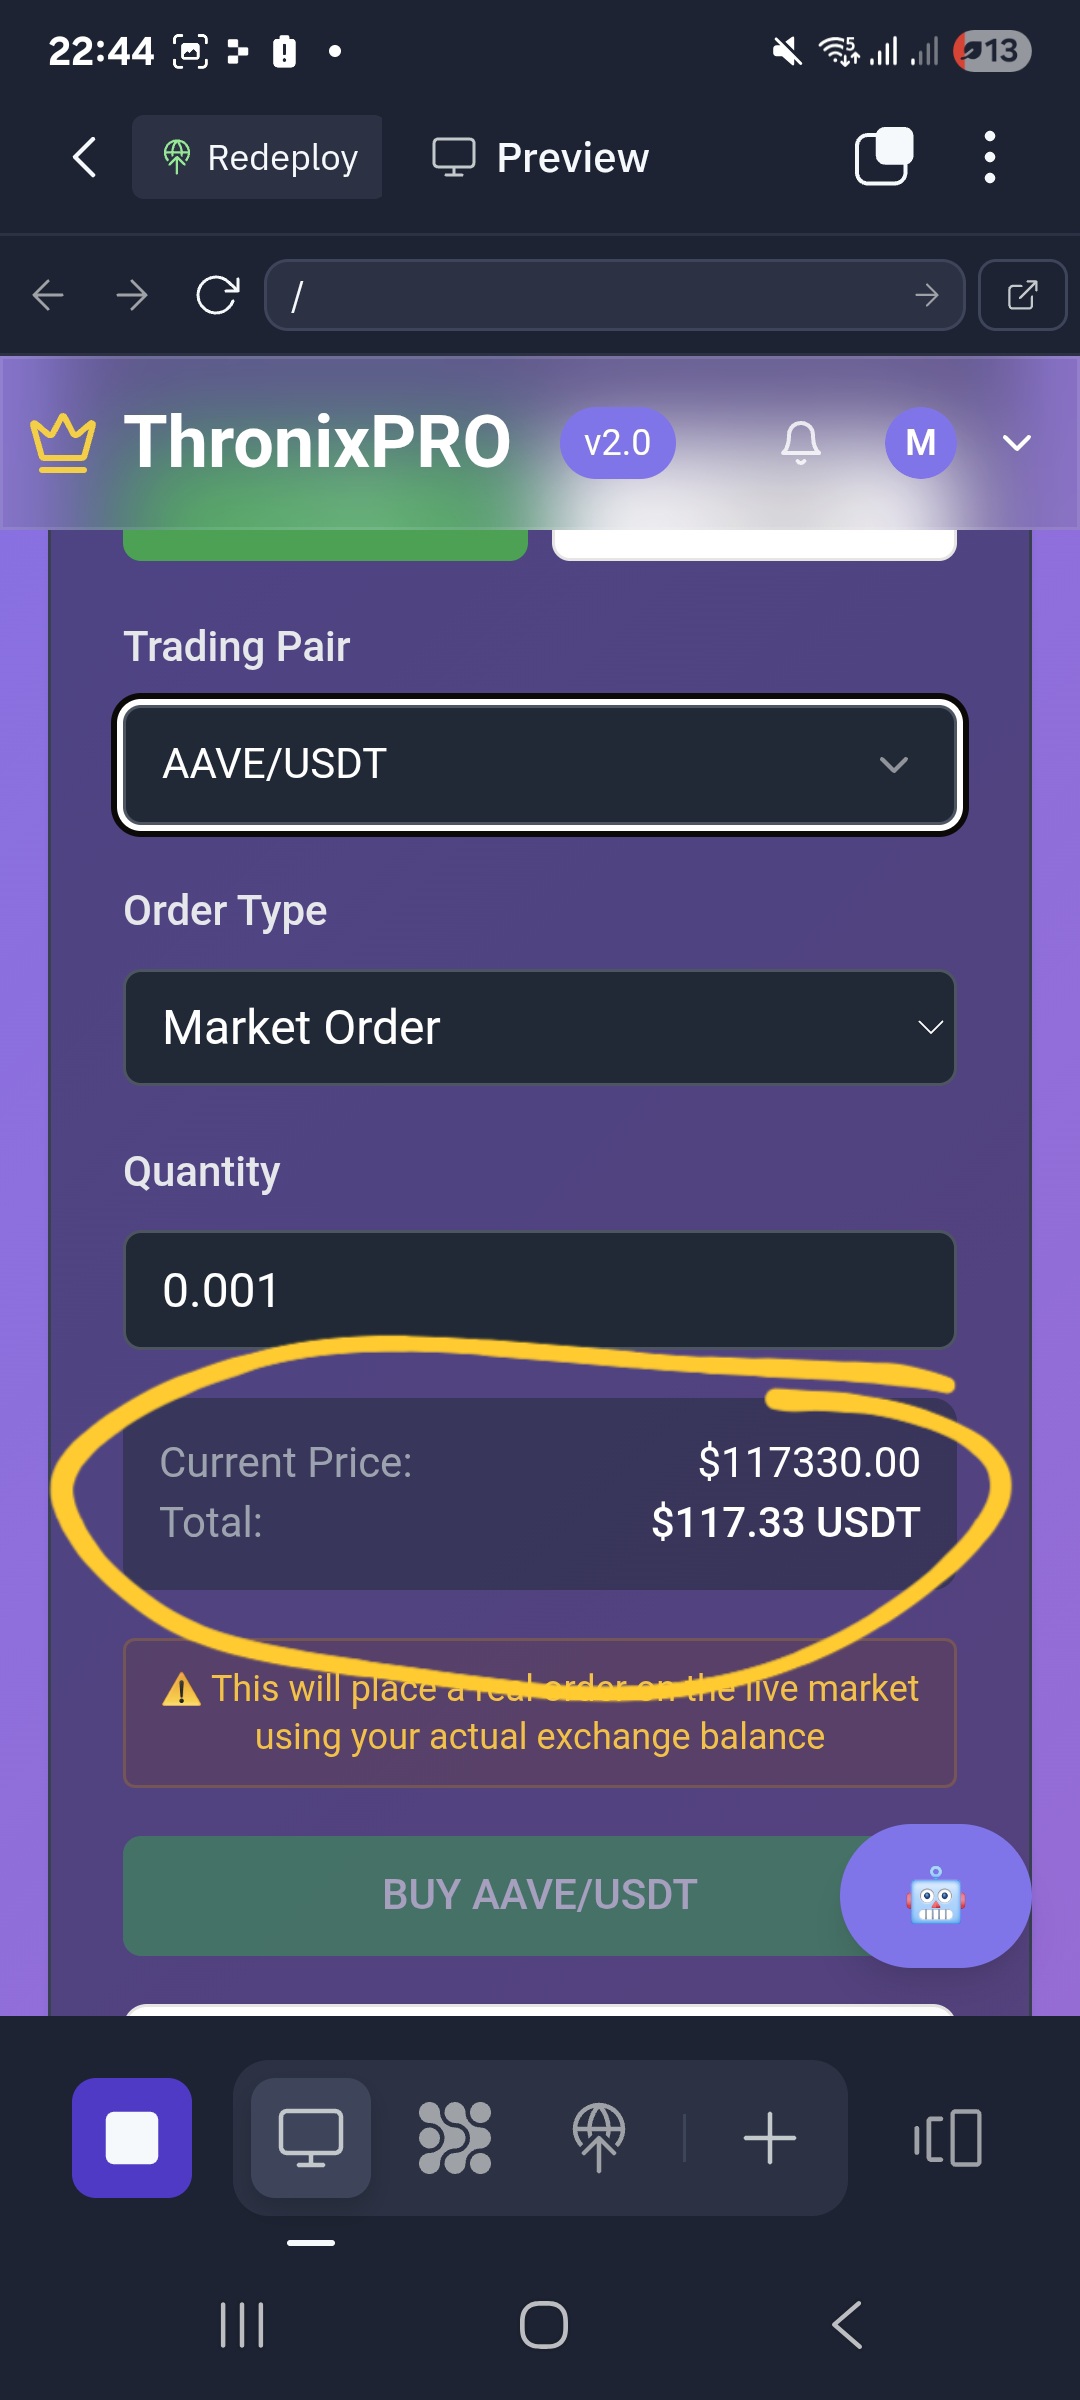 22:44
5
13
Redeploy
Preview
/
ThronixPRO
v2.0
M
Trading Pair
AAVE/USDT
Order Type
Market Order
Quantity
0.001
Current Price: $117330.00
Total: $117.33 USDT
⚠️ This will place a real order on the live market
using your actual exchange balance
BUY AAVE/USDT